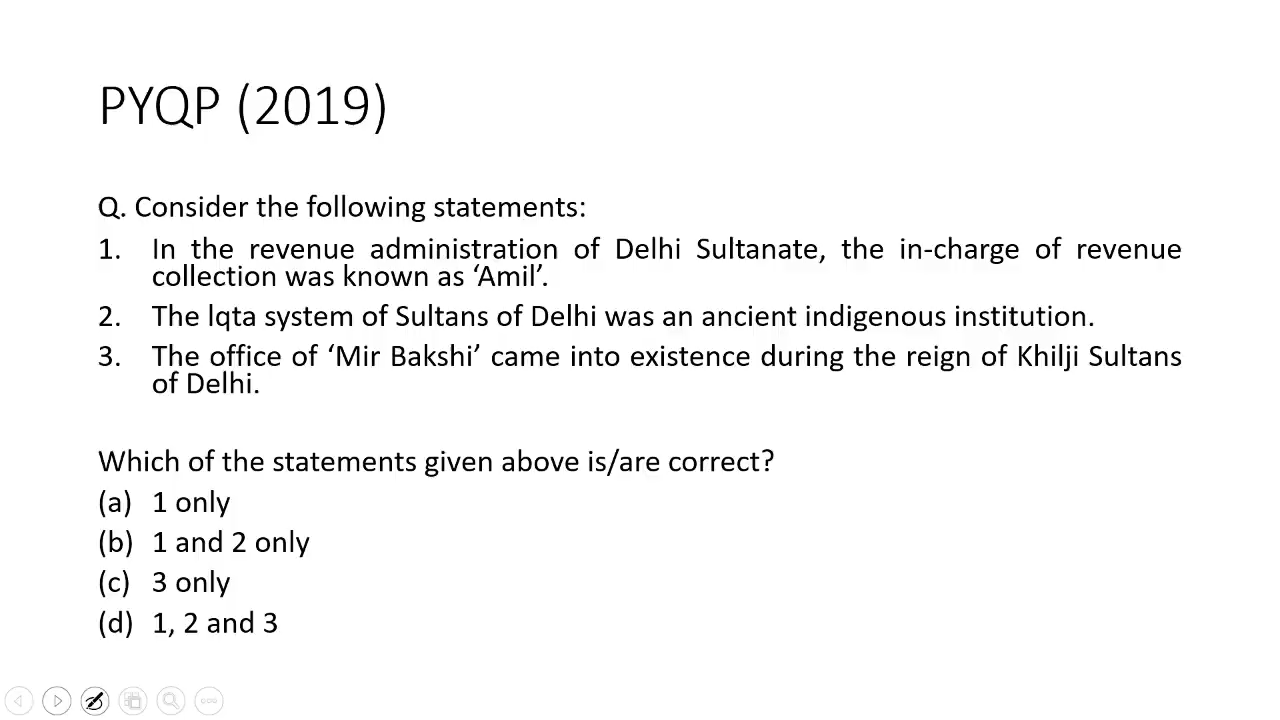 PYQP (2019)
Q. Consider the following statements:
1. In the revenue administration of Delhi Sultanate, the in-charge of revenue
collection was known as ‘Amil’.
2. The lqta system of Sultans of Delhi was an ancient indigenous institution.
3. The office of ‘Mir Bakshi’ came into existence during the reign of Khilji Sultans
of Delhi.
Which of the statements given above is/are correct?
(a) 1 only
(b) 1 and 2 only
(c) 3 only
(d) 1, 2 and 3